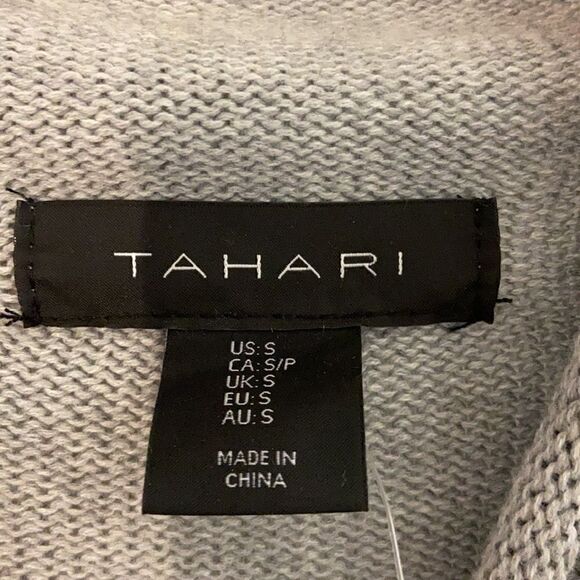 TAHARI
US: S
CA: S/P
UK: S
EU: S
AU: S
MADE IN
CHINA